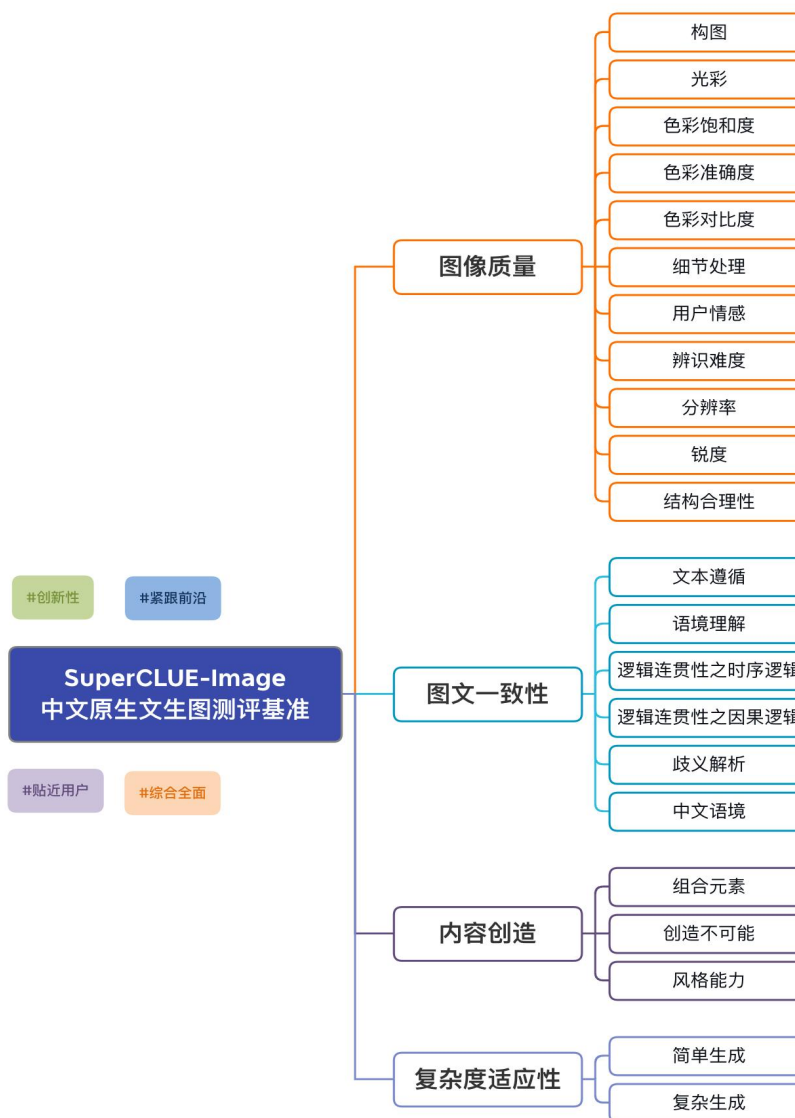 构图
光彩
色彩饱和度
色彩准确度
色彩对比度
图像质量
细节处理
用户情感
辨识难度
分辨率
锐度
结构合理性
#创新性
#紧跟前沿
SuperCLUE-Image
中文原生文生图测评基准
#贴近用户
#综合全面
图文一致性
文本遵循
语境理解
逻辑连贯性之时序逻辑
逻辑连贯性之因果逻辑
歧义解析
中文语境
内容创造
组合元素
创造不可能
风格能力
复杂度适应性
简单生成
复杂生成